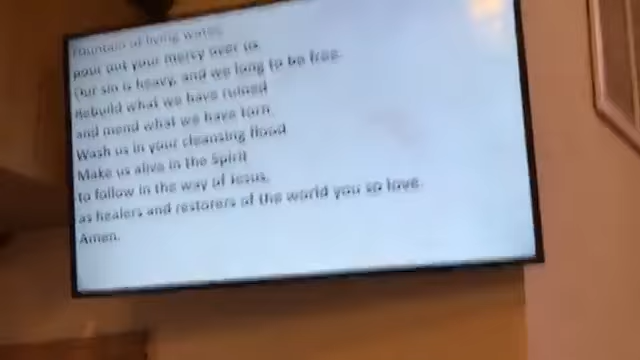 Fountain of living water,
pour out your mercy over us.
Our sin is heavy, and we long to be free.
Rebuild what we have ruined
and mend what we have torn.
Wash us in your cleansing flood.
Make us alive in the Spirit
to follow in the way of Jesus,
as healers and restorers of the world you so love.
Amen.